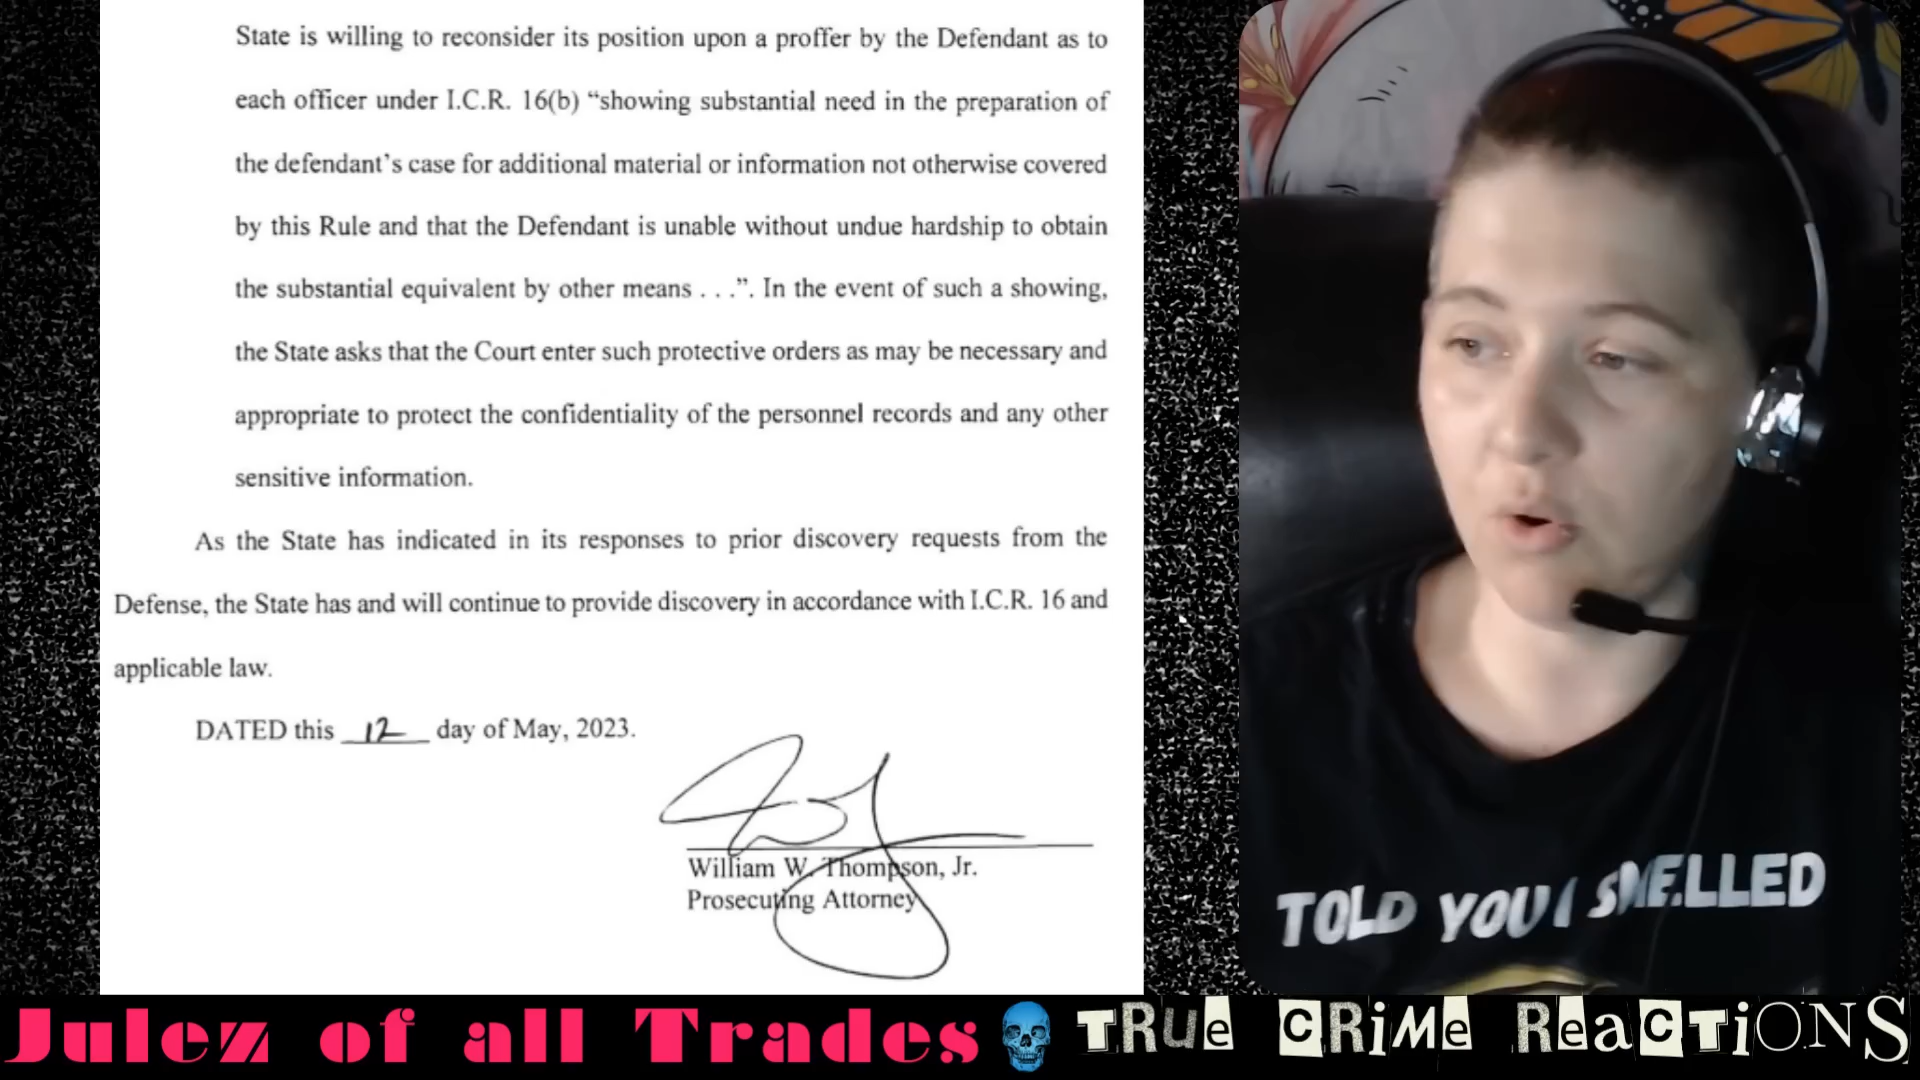 State is willing to reconsider its position upon a proffer by the Defendant as to
each officer under I.C.R. 16(b) “showing substantial need in the preparation of
the defendant’s case for additional material or information not otherwise covered
by this Rule and that the Defendant is unable without undue hardship to obtain
the substantial equivalent by other means . . .”. In the event of such a showing,
the State asks that the Court enter such protective orders as may be necessary and
appropriate to protect the confidentiality of the personnel records and any other
sensitive information.
As the State has indicated in its responses to prior discovery requests from the
Defense, the State has and will continue to provide discovery in accordance with I.C.R. 16 and
applicable law.
DATED this 12 day of May, 2023.
William W. Thompson, Jr.
Prosecuting Attorney
TOLD YOU I SMELLED
Julez of all Trades TRUe CRiMe ReaCTiONS